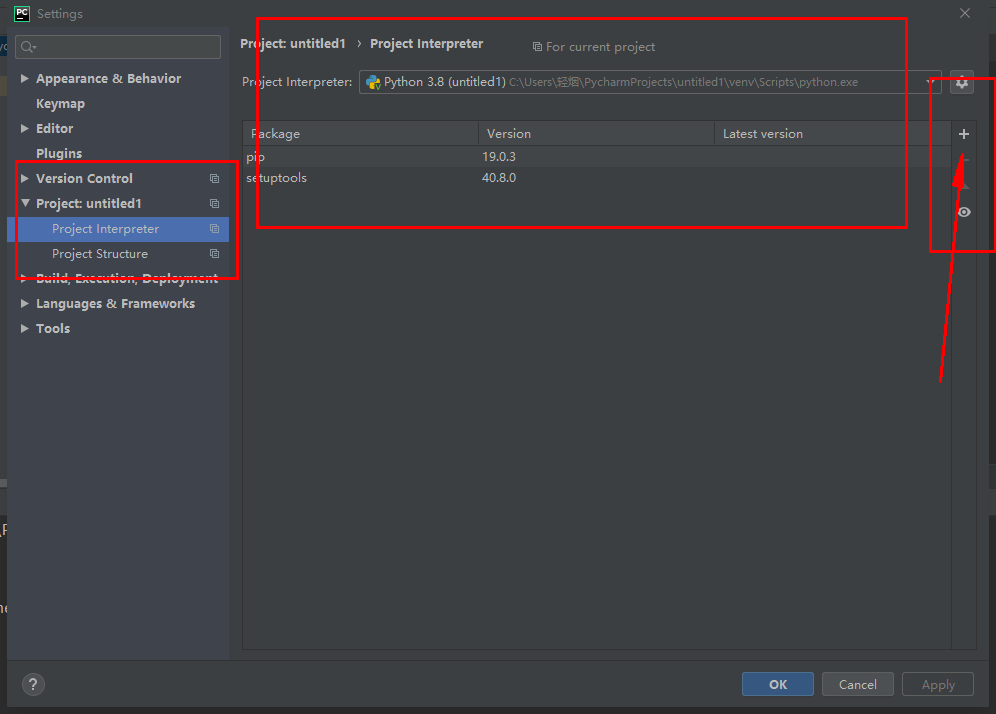 PC Settings
Project: untitled1 › Project Interpreter For current project
Appearance & Behavior
Keymap
Editor
Plugins
Version Control
Project: untitled1
Project Interpreter
Project Structure
Build, Execution, Deployment
Languages & Frameworks
Tools
Project Interpreter: Python 3.8 (untitled1) C:\Users\轻烟\PycharmProjects\untitled1\venv\Scripts\python.exe
Package Version Latest version
pip 19.0.3
setuptools 40.8.0
?
OK Cancel Apply